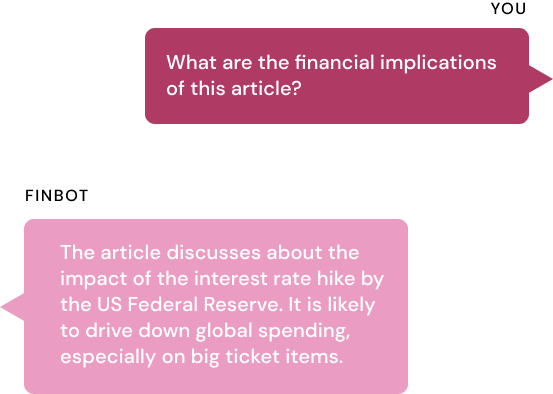 YOU
What are the financial implications
of this article?
FINBOT
The article discusses about the
impact of the interest rate hike by
the US Federal Reserve. It is likely
to drive down global spending,
especially on big ticket items.